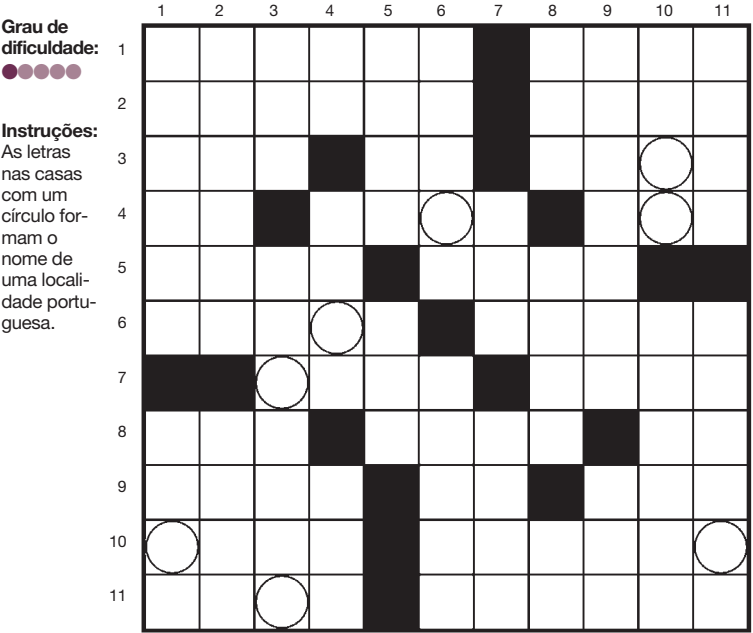 Grau de
dificuldade:
Instruções:
As letras
nas casas
com um
círculo for-
mam o
nome de
uma locali-
dade portu-
guesa.
1 2 3 4 5 6 7 8 9 10 11
1
2
3
4
5
6
7
8
9
10
11